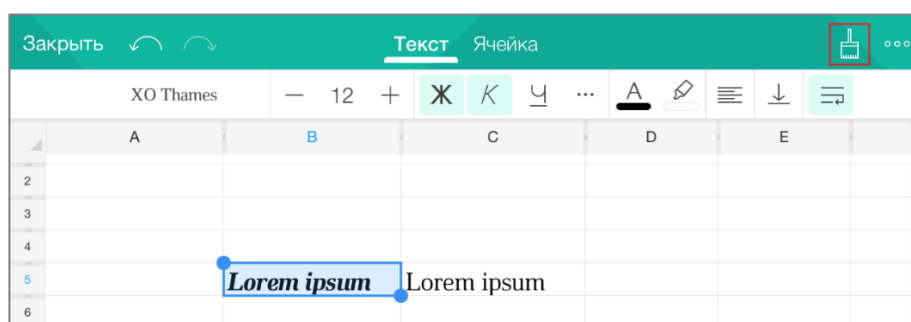 Закрыть Текст Ячейка
XO Thames — 12 + Ж К Ч ... А
A B C D E
2
3
4
5 Lorem ipsum Lorem ipsum
6